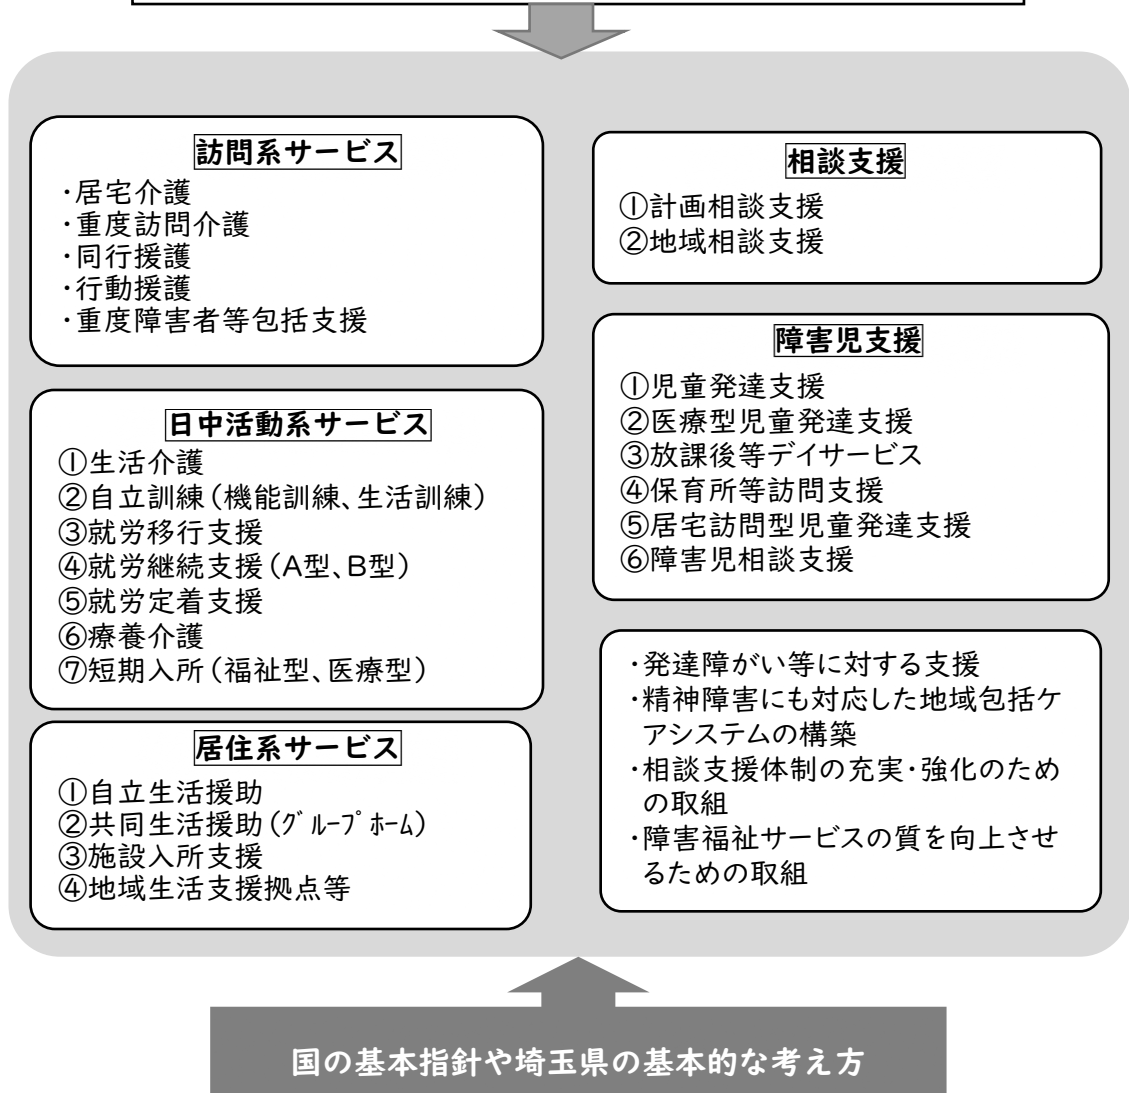 訪問系サービス
・居宅介護
・重度訪問介護
・同行援護
・行動援護
・重度障害者等包括支援
日中活動系サービス
①生活介護
②自立訓練（機能訓練、生活訓練）
③就労移行支援
④就労継続支援（A型、B型）
⑤就労定着支援
⑥療養介護
⑦短期入所（福祉型、医療型）
居住系サービス
①自立生活援助
②共同生活援助（ｸﾞﾙｰﾌﾟﾎｰﾑ）
③施設入所支援
④地域生活支援拠点等
相談支援
①計画相談支援
②地域相談支援
障害児支援
①児童発達支援
②医療型児童発達支援
③放課後等デイサービス
④保育所等訪問支援
⑤居宅訪問型児童発達支援
⑥障害児相談支援
・発達障がい等に対する支援
・精神障害にも対応した地域包括ケ
アシステムの構築
・相談支援体制の充実・強化のため
の取組
・障害福祉サービスの質を向上させ
るための取組
国の基本指針や埼玉県の基本的な考え方